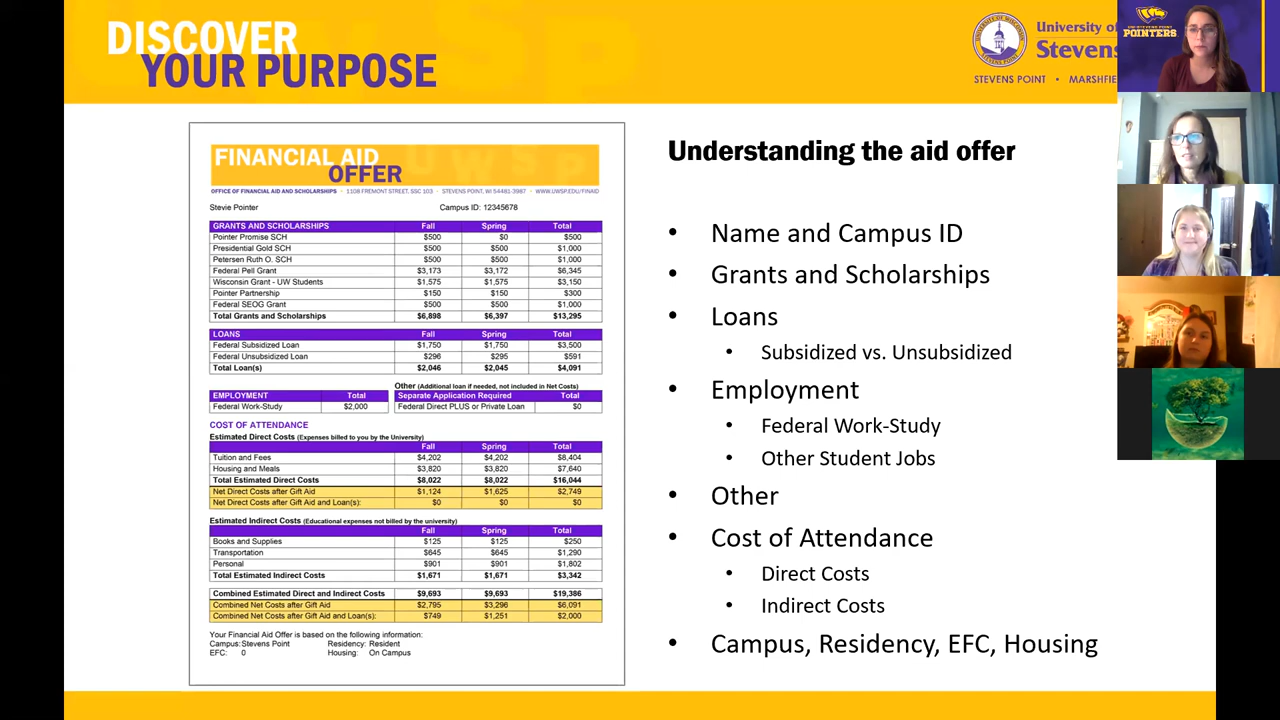 DISCOVER
YOUR PURPOSE
University of
Stevens
STEVENS POINT • MARSHFIE
POINTERS
FINANCIAL AID
OFFER
OFFICE OF FINANCIAL AID AND SCHOLARSHIPS · 1108 FREMONT STREET, SSC 103 · STEVENS POINT, WI 54481-3987 · WWW.UWSP.EDU/FINAID
Stevie Pointer Campus ID: 12345678
GRANTS AND SCHOLARSHIPS Fall Spring Total
Pointer Promise SCH $500 $0 $500
Presidential Gold SCH $500 $500 $1,000
Petersen Ruth O. SCH $500 $500 $1,000
Federal Pell Grant $3,173 $3,172 $6,345
Wisconsin Grant - UW Students $1,575 $1,575 $3,150
Pointer Partnership $150 $150 $300
Federal SEOG Grant $500 $500 $1,000
Total Grants and Scholarships $6,898 $6,397 $13,295
LOANS Fall Spring Total
Federal Subsidized Loan $1,750 $1,750 $3,500
Federal Unsubsidized Loan $296 $295 $591
Total Loan(s) $2,046 $2,045 $4,091
Other (Additional loan if needed, not included in Net Costs)
EMPLOYMENT Total Separate Application Required Total
Federal Work-Study $2,000 Federal Direct PLUS or Private Loan $0
COST OF ATTENDANCE
Estimated Direct Costs (Expenses billed to you by the University)
Fall Spring Total
Tuition and Fees $4,202 $4,202 $8,404
Housing and Meals $3,820 $3,820 $7,640
Total Estimated Direct Costs $8,022 $8,022 $16,044
Net Direct Costs after Gift Aid $1,124 $1,625 $2,749
Net Direct Costs after Gift Aid and Loan(s): $0 $0 $0
Estimated Indirect Costs (Educational expenses not billed by the university)
Fall Spring Total
Books and Supplies $125 $125 $250
Transportation $645 $645 $1,290
Personal $901 $901 $1,802
Total Estimated Indirect Costs $1,671 $1,671 $3,342
Combined Estimated Direct and Indirect Costs $9,693 $9,693 $19,386
Combined Net Costs after Gift Aid $2,795 $3,296 $6,091
Combined Net Costs after Gift Aid and Loan(s): $749 $1,251 $2,000
Your Financial Aid Offer is based on the following information:
Campus: Stevens Point Residency: Resident
EFC: 0 Housing: On Campus
Understanding the aid offer
• Name and Campus ID
• Grants and Scholarships
• Loans
• Subsidized vs. Unsubsidized
• Employment
• Federal Work-Study
• Other Student Jobs
• Other
• Cost of Attendance
• Direct Costs
• Indirect Costs
• Campus, Residency, EFC, Housing